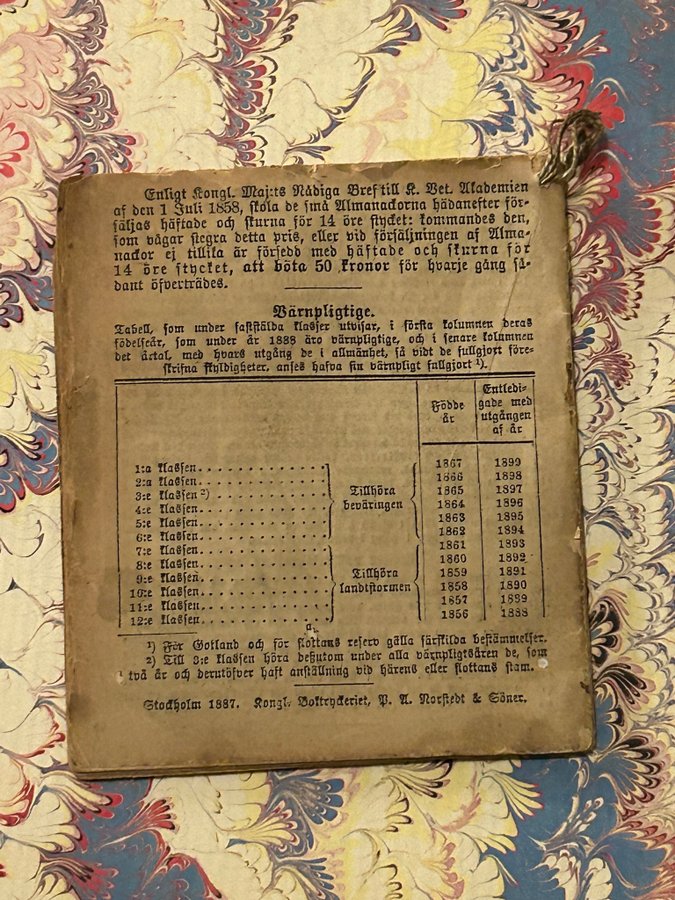 Enligt Kongl. Maj:ts Nådiga Bref till K. Vet. Akademien
af den 1 Juli 1858, skola de små Almanackorna hädanefter för-
säljas häftade och skurna för 14 öre stycket: kommandes den,
som vågar stegra detta pris, eller vid försäljningen af Alma-
nackor ej tillika är försedd med häftade och skurna för
14 öre stycket, att böta 50 kronor för hvarje gång så-
dant öfverträdes.
Värnpligtige.
Tabell, som under fastställda klasser utvisar, i första kolumnen deras
födelseår, som under år 1888 äro värnpligtige, och i senare kolumnen
det årtal, med hvars utgång de i allmänhet, så vidt de fullgjort före-
skrifna skyldigheter, anses hafva sin värnpligt fullgjort ¹).
Födde år
Entledi-gade med utgången af år
1:a klassen 1867 1899
2:a klassen 1866 1898
3:e klassen ²) 1865 1897
4:e klassen 1864 1896
5:e klassen 1863 1895
6:e klassen 1862 1894
Tillhöra beväringen
7:e klassen 1861 1893
8:e klassen 1860 1892
9:e klassen 1859 1891
10:e klassen 1858 1890
11:e klassen 1857 1899
12:e klassen 1856 1888
Tillhöra landtstormen
¹) För Gotland och för flottans reserv gälla särskilda bestämmelser.
²) Till 3:e klassen höra dessutom under alla värnpligtsåren de, som
två år och derutöfver haft anställning vid härens eller flottans stam.
Stockholm 1887. Kongl. Boktryckeriet, P. A. Norstedt & Söner.